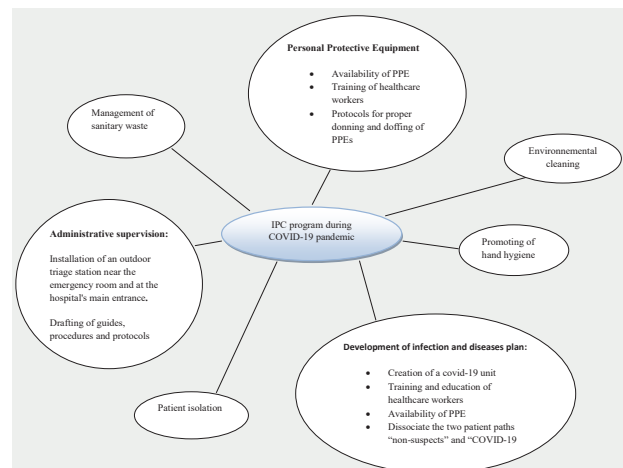 Personal Protective Equipment
• Availability of PPE
• Training of healthcare
workers
• Protocols for proper
donning and doffing of
PPEs
Management of
sanitary waste
Environnemental
cleaning
IPC program during
COVID-19 pandemic
Administrative supervision:
Installation of an outdoor
triage station near the
emergency room and at the
hospital's main entrance.
Drafting of guides,
procedures and protocols
Promoting of
hand hygiene
Development of infection and diseases plan:
• Creation of a covid-19 unit
• Training and education of
healthcare workers
• Availability of PPE
• Dissociate the two patient paths
“non-suspects” and “COVID-19
Patient isolation